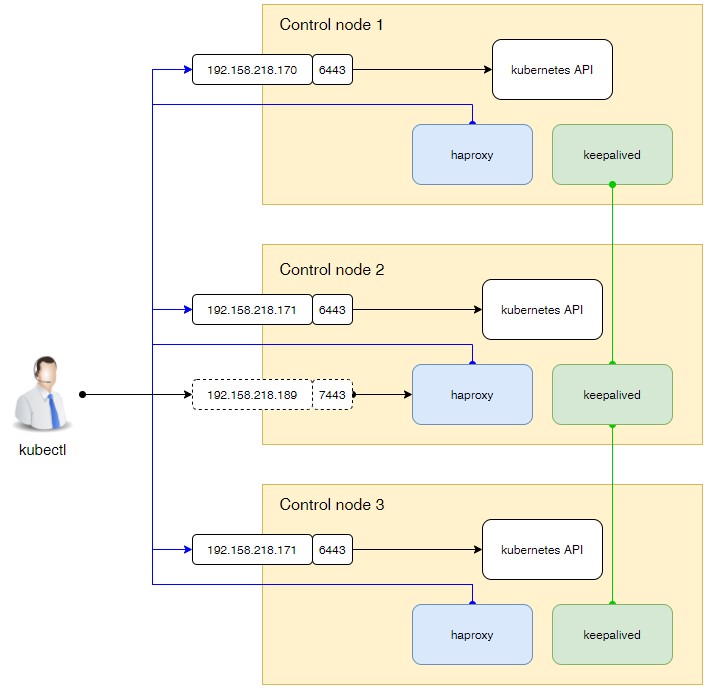 Control node 1
192.158.218.170 6443
kubernetes API
haproxy
keepalived
Control node 2
192.158.218.171 6443
kubernetes API
192.158.218.189 7443
haproxy
keepalived
kubectl
Control node 3
192.158.218.171 6443
kubernetes API
haproxy
keepalived